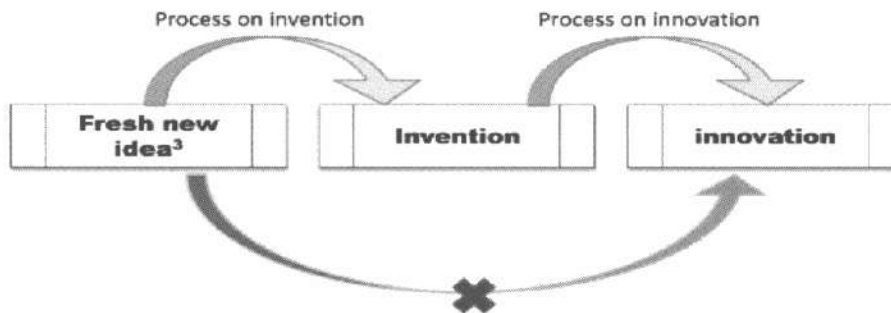 Process on invention
Process on innovation
Fresh new
idea³
Invention
innovation